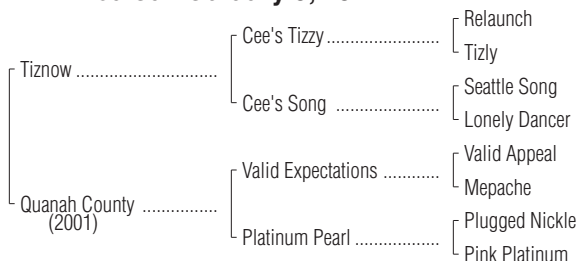 Relaunch
Cee's Tizzy ........................
Tizly
Tiznow ..............................
Seattle Song
Cee's Song ......................
Lonely Dancer
Valid Appeal
Valid Expectations ............
Mepache
Quanah County ................
(2001)
Plugged Nickle
Platinum Pearl ..................
Pink Platinum